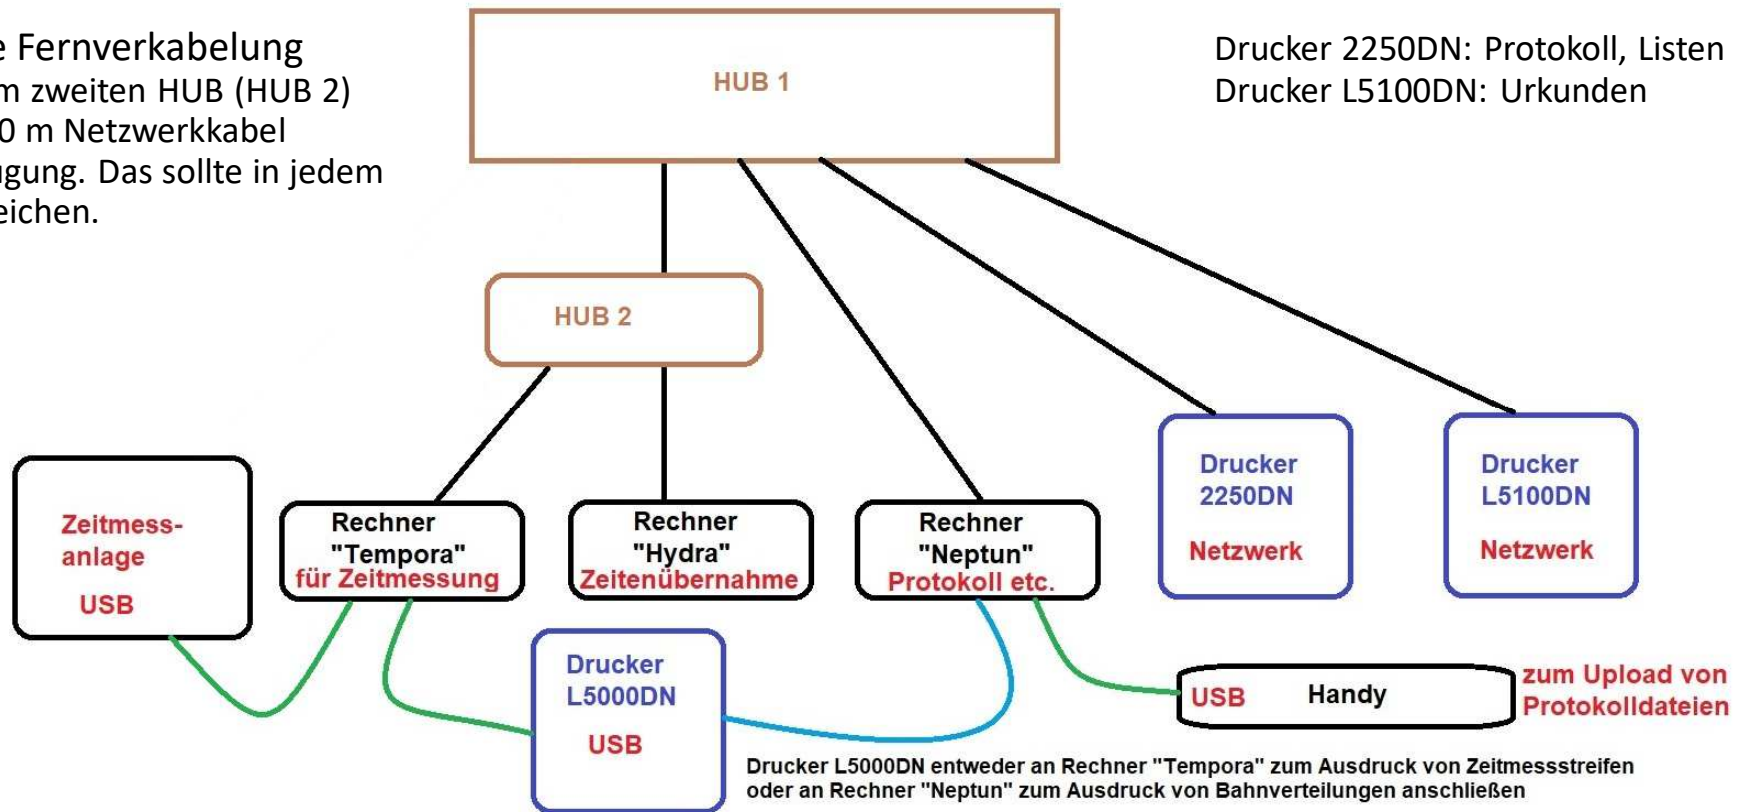 e Fernverkabelung
m zweiten HUB (HUB 2)
0 m Netzwerkkabel
igung. Das sollte in jedem
eichen.
Drucker 2250DN: Protokoll, Listen
Drucker L5100DN: Urkunden
HUB 1
HUB 2
Zeitmess-
anlage
USB
Rechner
"Tempora"
für Zeitmessung
Rechner
"Hydra"
Zeitenübernahme
Rechner
"Neptun"
Protokoll etc.
Drucker
2250DN
Netzwerk
Drucker
L5100DN
Netzwerk
Drucker
L5000DN
USB
USB Handy
zum Upload von
Protokolldateien
Drucker L5000DN entweder an Rechner "Tempora" zum Ausdruck von Zeitmessstreifen
oder an Rechner "Neptun" zum Ausdruck von Bahnverteilungen anschließen